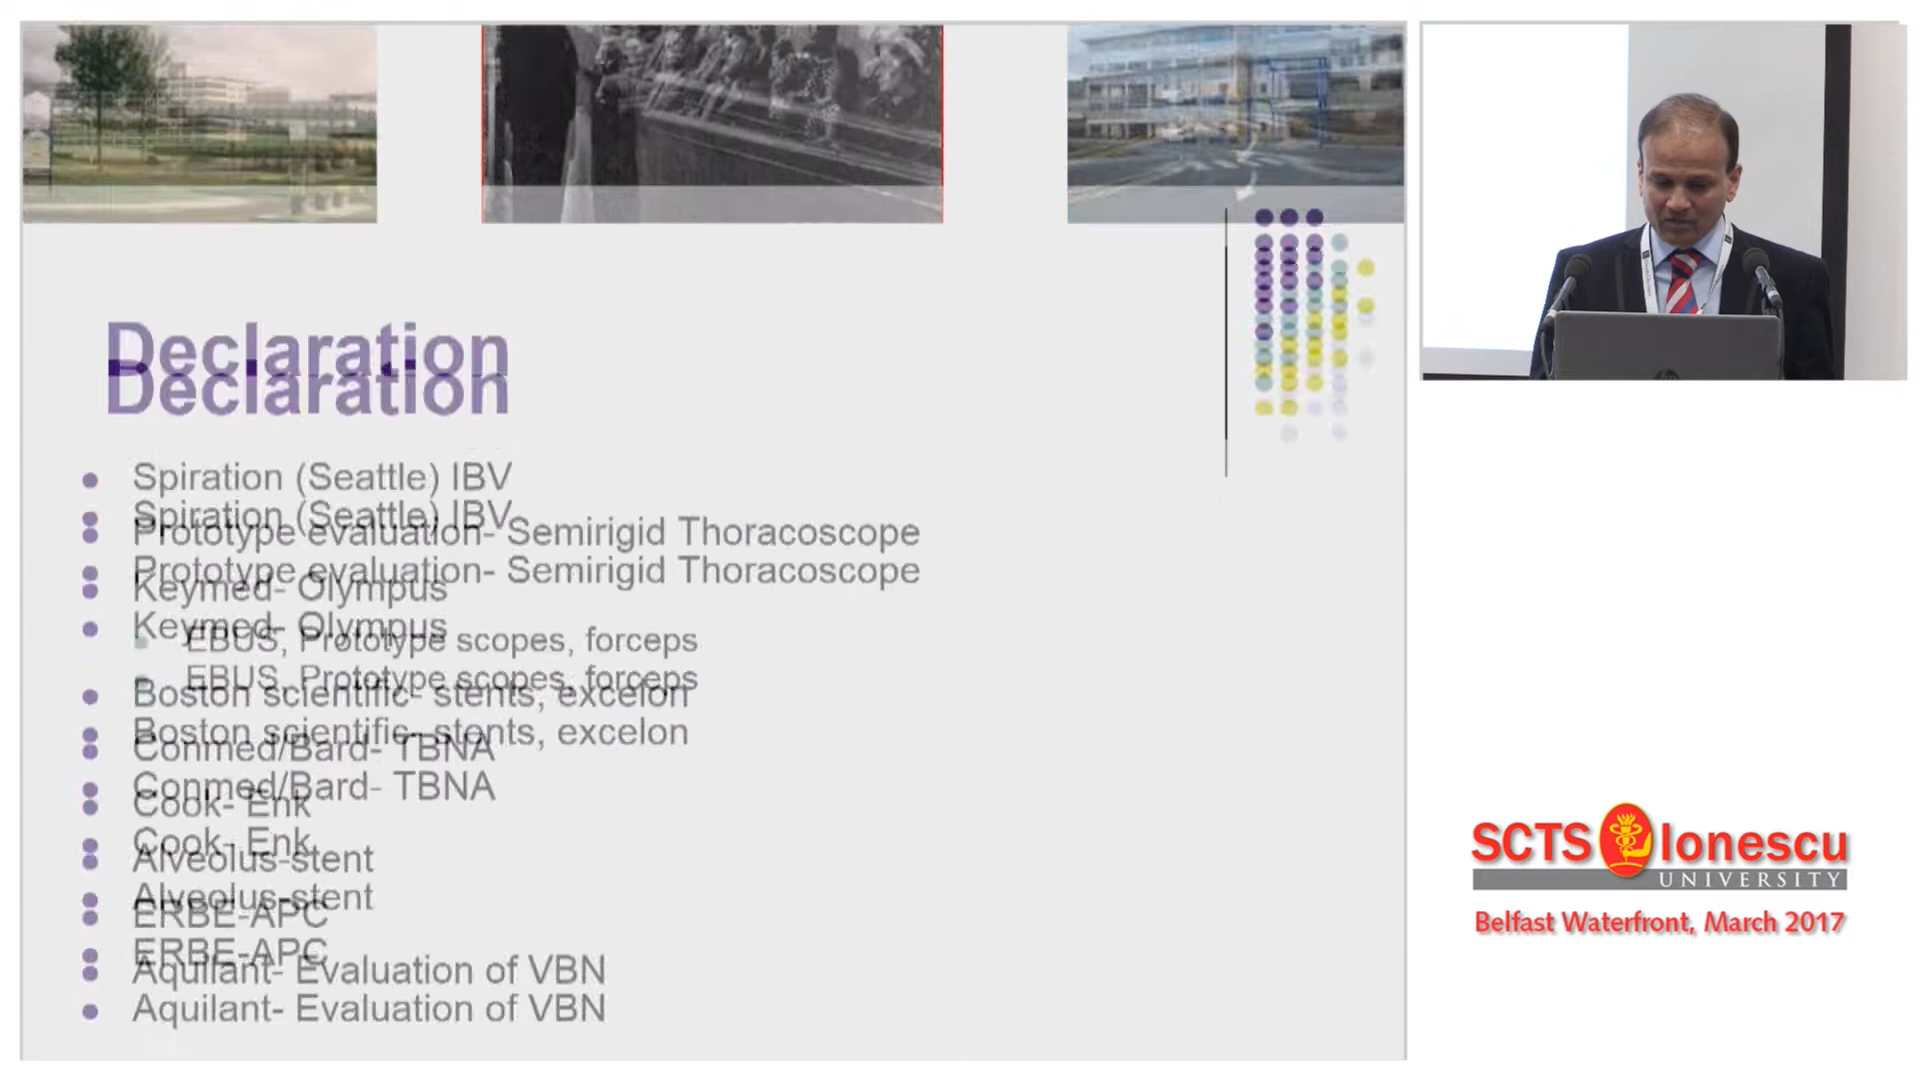 Declaration
Declaration
Spiration (Seattle) IBV
Spiration (Seattle) IBV
Prototype evaluation- Semirigid Thoracoscope
Prototype evaluation- Semirigid Thoracoscope
Keymed- Olympus
Keymed- Olympus
EBUS, Prototype scopes, forceps
EBUS, Prototype scopes, forceps
Boston scientific- stents, excelon
Boston scientific- stents, excelon
Conmed/Bard- TBNA
Conmed/Bard- TBNA
Cook- Enk
Cook- Enk
Alveolus-stent
Alveolus-stent
ERBE-APC
ERBE-APC
Aquilant- Evaluation of VBN
Aquilant- Evaluation of VBN
SCTS Ionescu
UNIVERSITY
Belfast Waterfront, March 2017